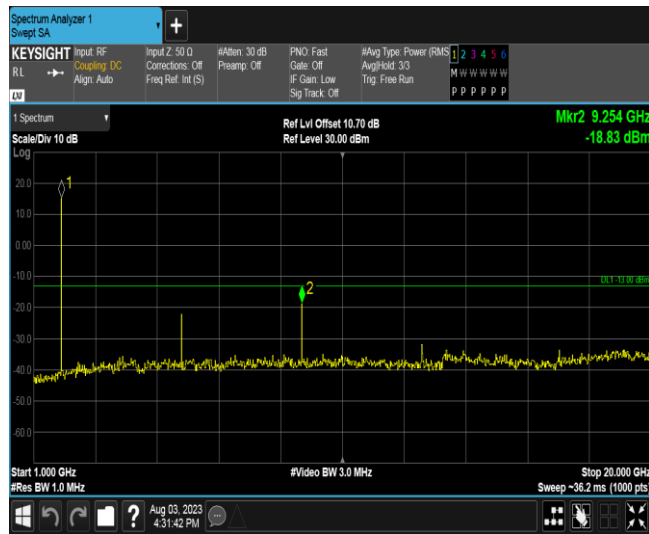 Spectrum Analyzer 1
Swept SA
+
KEYSIGHT Input: RF Input Z: 50 Ω #Atten: 30 dB PNO: Fast #Avg Type: Power (RMS 1 2 3 4 5 6
RL Coupling: DC Corrections: Off Preamp: Off Gate: Off Avg|Hold: 3/3 M W W W W W
Align: Auto Freq Ref: Int (S) IF Gain: Low Trig: Free Run
LXI Sig Track: Off P P P P P P
1 Spectrum Ref Lvl Offset 10.70 dB Mkr2 9.254 GHz
Scale/Div 10 dB Ref Level 30.00 dBm -18.83 dBm
Log
20.0
1
10.0
0.00
-10.0
DL1 -13.00 dBm
2
-20.0
-30.0
-40.0
-50.0
-60.0
Start 1.000 GHz #Video BW 3.0 MHz Stop 20.000 GHz
#Res BW 1.0 MHz Sweep ~36.2 ms (1000 pts)
? Aug 03, 2023
4:31:42 PM